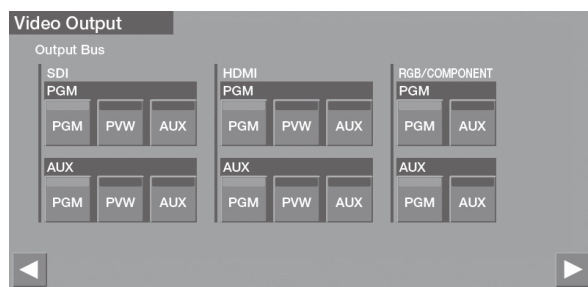 Video Output
Output Bus
SDI HDMI RGB/COMPONENT
PGM PGM PGM
PGM PVW AUX PGM PVW AUX PGM AUX
AUX AUX AUX
PGM PVW AUX PGM PVW AUX PGM AUX